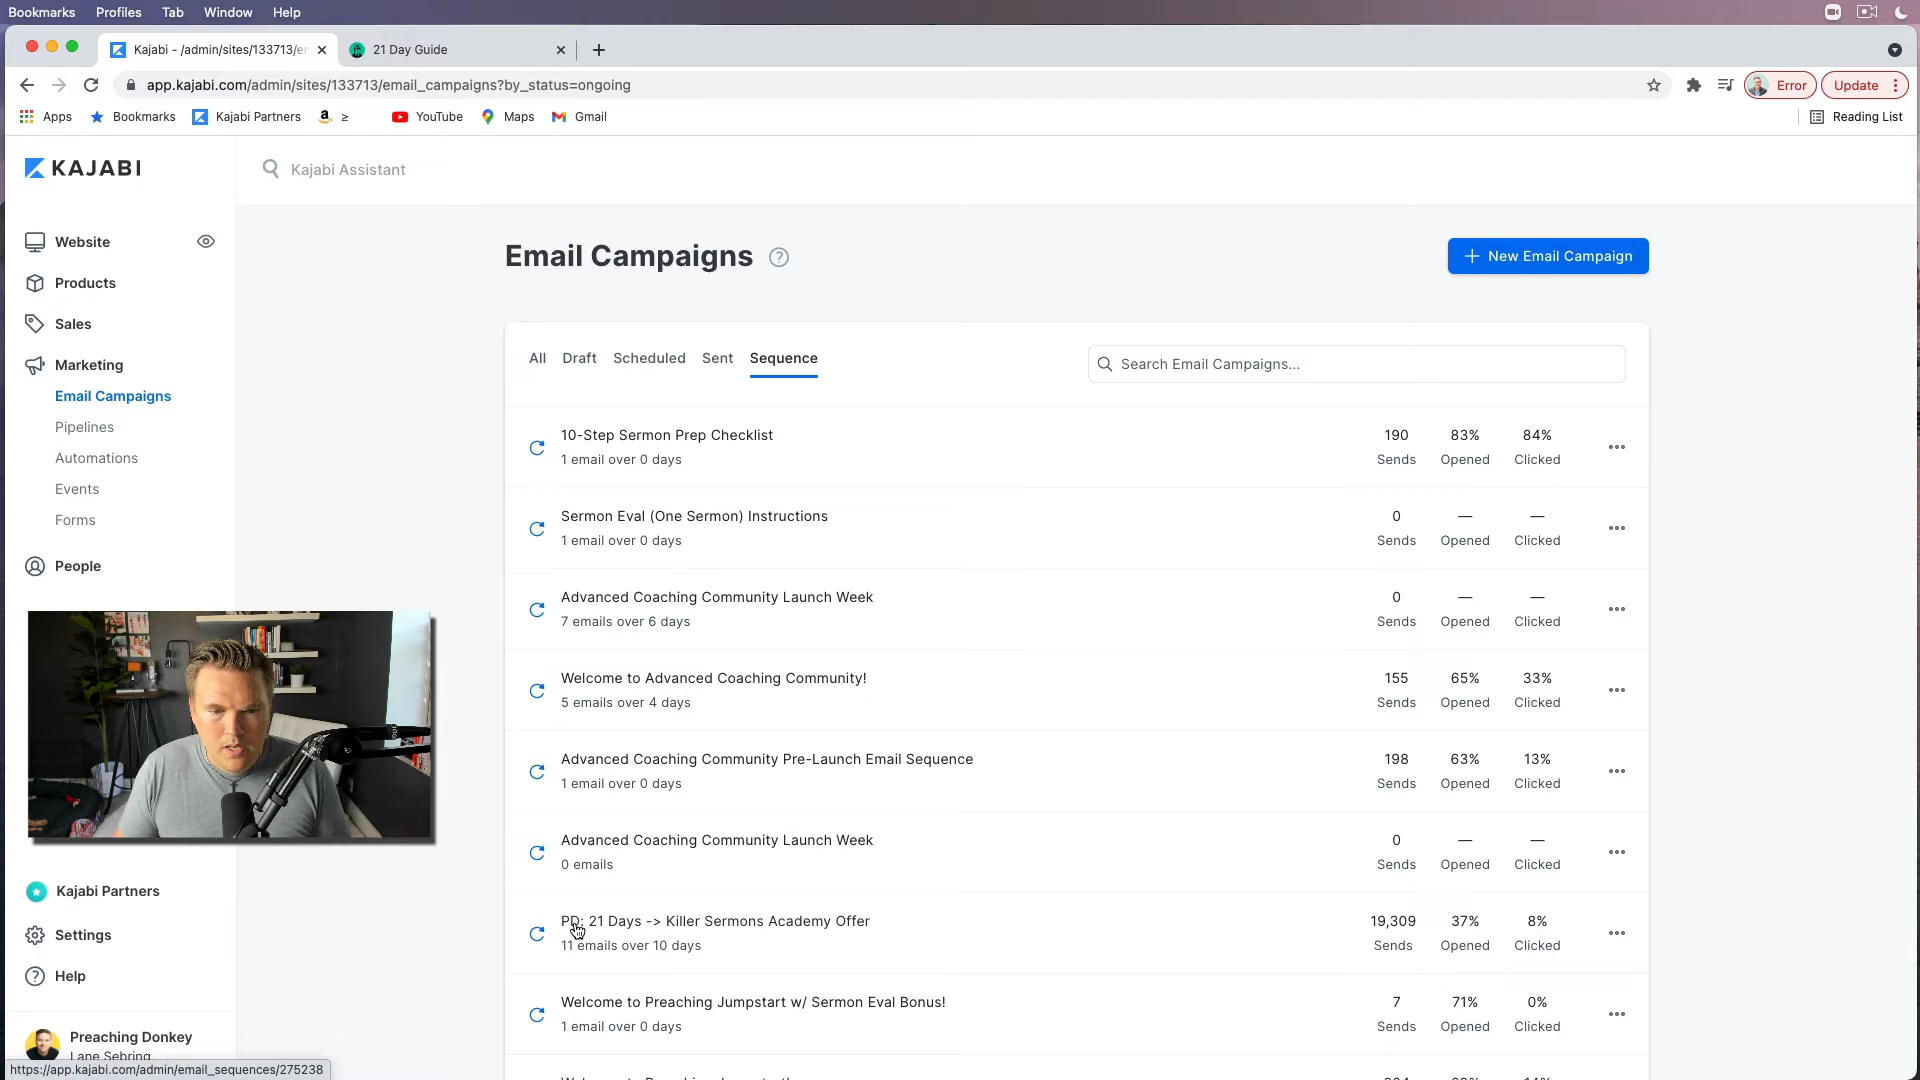 Bookmarks Profiles Tab Window Help
Kajabi - /admin/sites/133713/e
21 Day Guide
app.kajabi.com/admin/sites/133713/email_campaigns?by_status=ongoing
Error
Update
Apps Bookmarks Kajabi Partners ≥ YouTube Maps Gmail
Reading List
KAJABI
Kajabi Assistant
Website
Products
Sales
Marketing
Email Campaigns
Pipelines
Automations
Events
Forms
People
Kajabi Partners
Settings
Help
Preaching Donkey
Lane Sebring
https://app.kajabi.com/admin/email_sequences/275238
Email Campaigns
New Email Campaign
All Draft Scheduled Sent Sequence
Search Email Campaigns...
10-Step Sermon Prep Checklist 190 83% 84%
1 email over 0 days Sends Opened Clicked
Sermon Eval (One Sermon) Instructions 0 — —
1 email over 0 days Sends Opened Clicked
Advanced Coaching Community Launch Week 0 — —
7 emails over 6 days Sends Opened Clicked
Welcome to Advanced Coaching Community! 155 65% 33%
5 emails over 4 days Sends Opened Clicked
Advanced Coaching Community Pre-Launch Email Sequence 198 63% 13%
1 email over 0 days Sends Opened Clicked
Advanced Coaching Community Launch Week 0 — —
0 emails Sends Opened Clicked
PD: 21 Days -> Killer Sermons Academy Offer 19,309 37% 8%
11 emails over 10 days Sends Opened Clicked
Welcome to Preaching Jumpstart w/ Sermon Eval Bonus! 7 71% 0%
1 email over 0 days Sends Opened Clicked